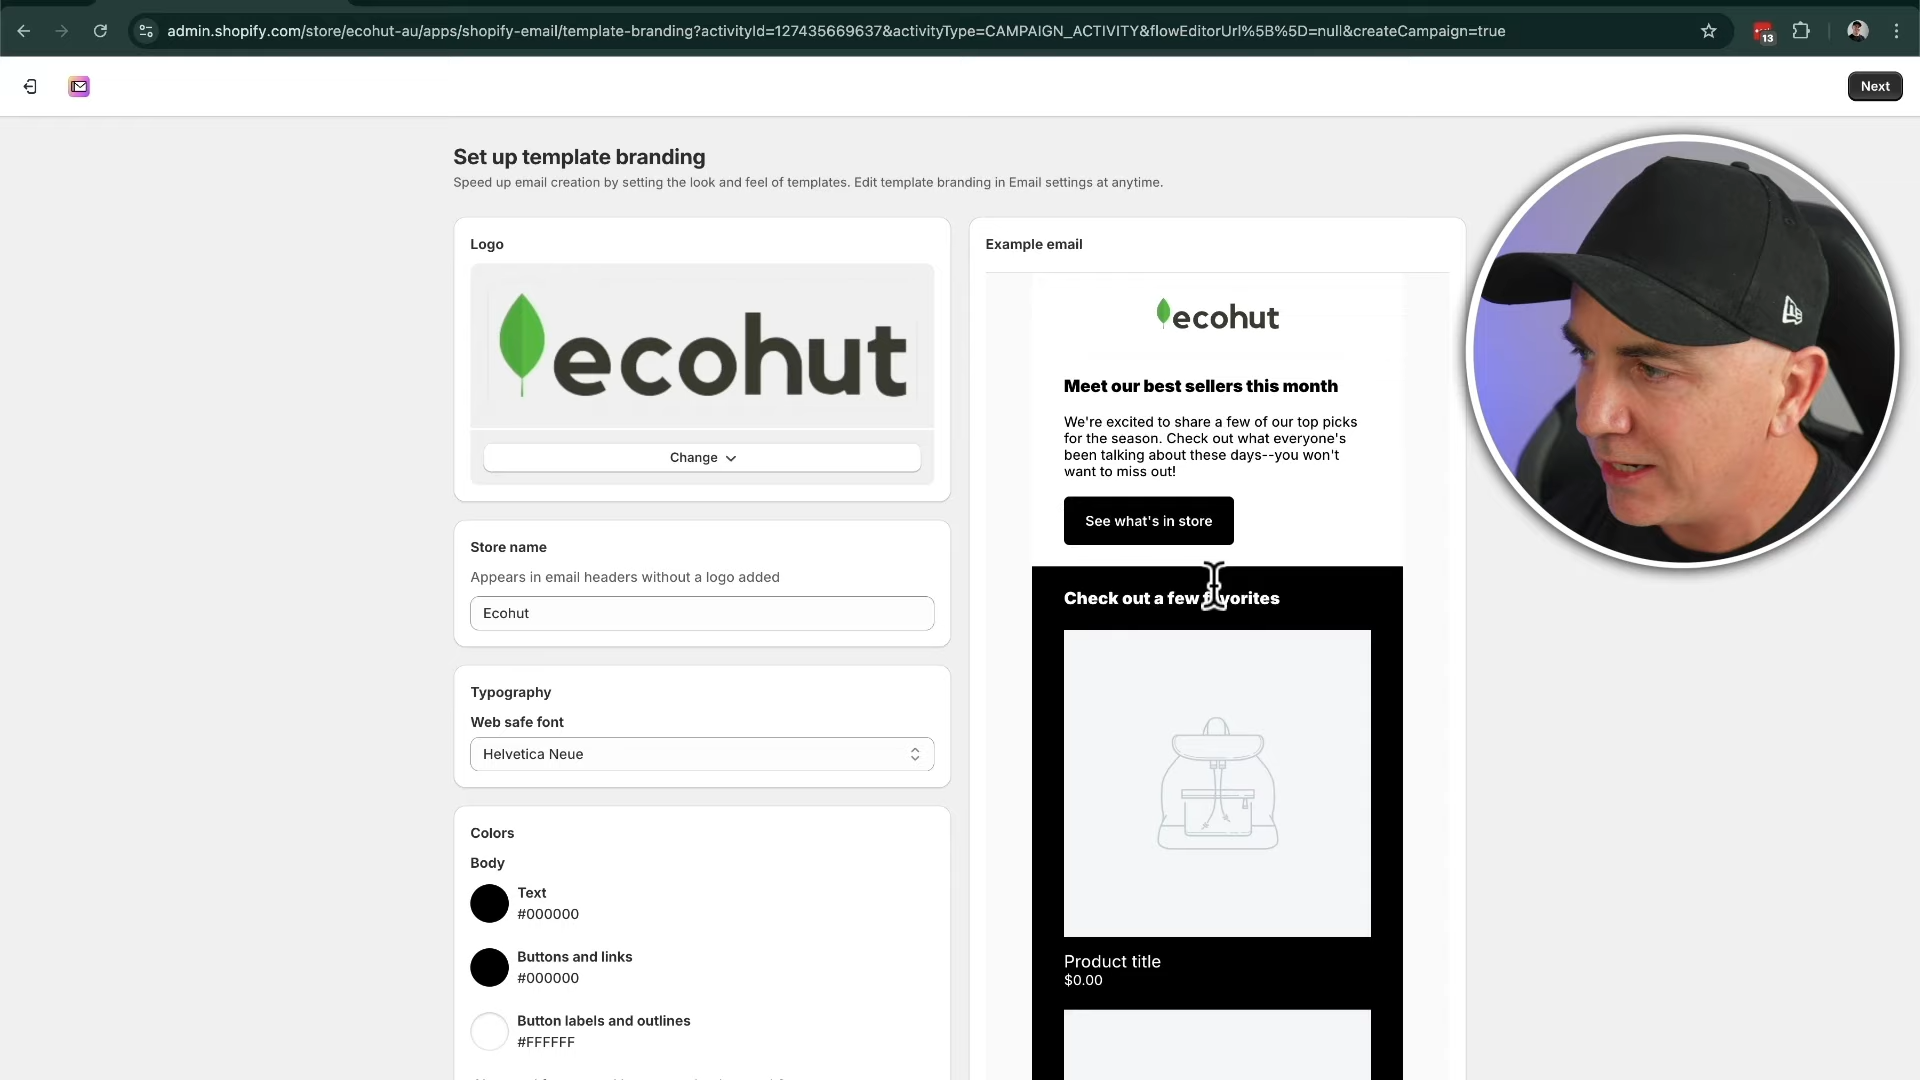 admin.shopify.com/store/ecohut-au/apps/shopify-email/template-branding?activityId=127435669637&activityType=CAMPAIGN_ACTIVITY&flowEditorUrl%5B%5D=null&createCampaign=true
13
Next
Set up template branding
Speed up email creation by setting the look and feel of templates. Edit template branding in Email settings at anytime.
Logo
ecohut
Change
Store name
Appears in email headers without a logo added
Ecohut
Typography
Web safe font
Helvetica Neue
Colors
Body
Text
#000000
Buttons and links
#000000
Button labels and outlines
#FFFFFF
Example email
ecohut
Meet our best sellers this month
We're excited to share a few of our top picks
for the season. Check out what everyone's
been talking about these days--you won't
want to miss out!
See what's in store
Check out a few favorites
Product title
$0.00